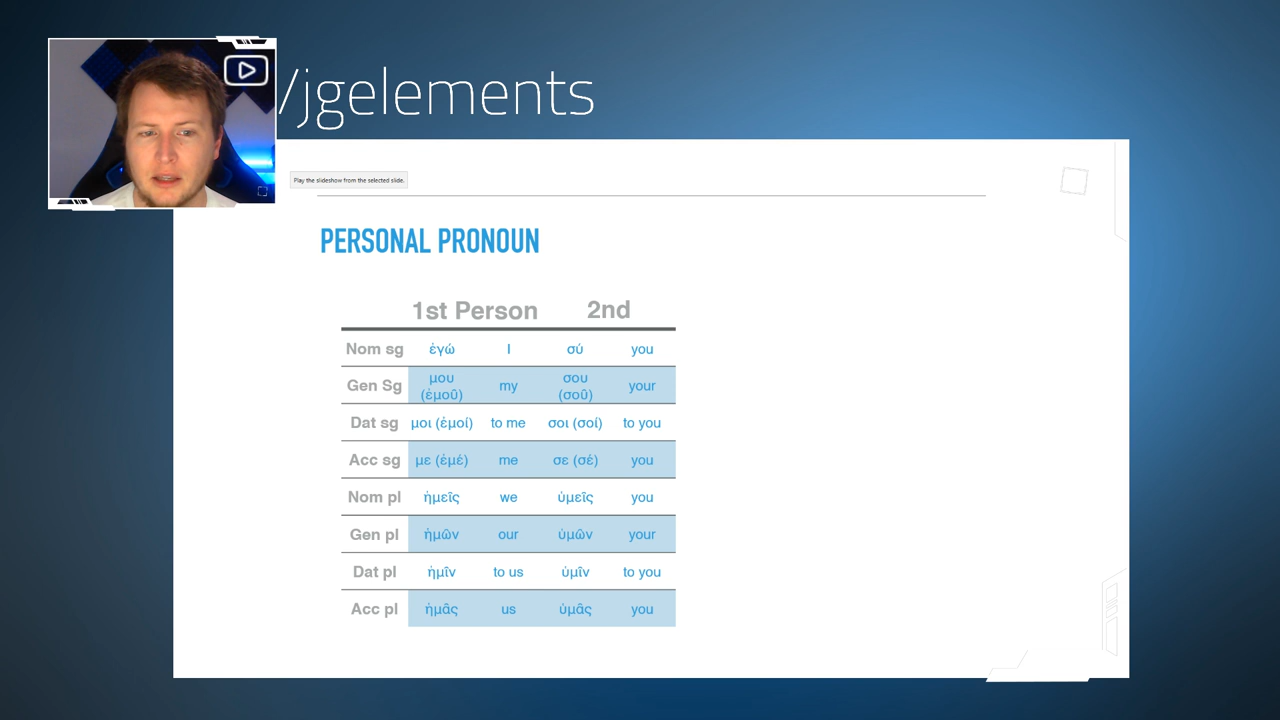 /jgelements
Play the slideshow from the selected slide.
PERSONAL PRONOUN
1st Person 2nd
Nom sg ἐγώ I σύ you
Gen Sg μου (ἐμοῦ) my σου (σοῦ) your
Dat sg μοι (ἐμοί) to me σοι (σοί) to you
Acc sg με (ἐμέ) me σε (σέ) you
Nom pl ἡμεῖς we ὑμεῖς you
Gen pl ἡμῶν our ὑμῶν your
Dat pl ἡμῖν to us ὑμῖν to you
Acc pl ἡμᾶς us ὑμᾶς you